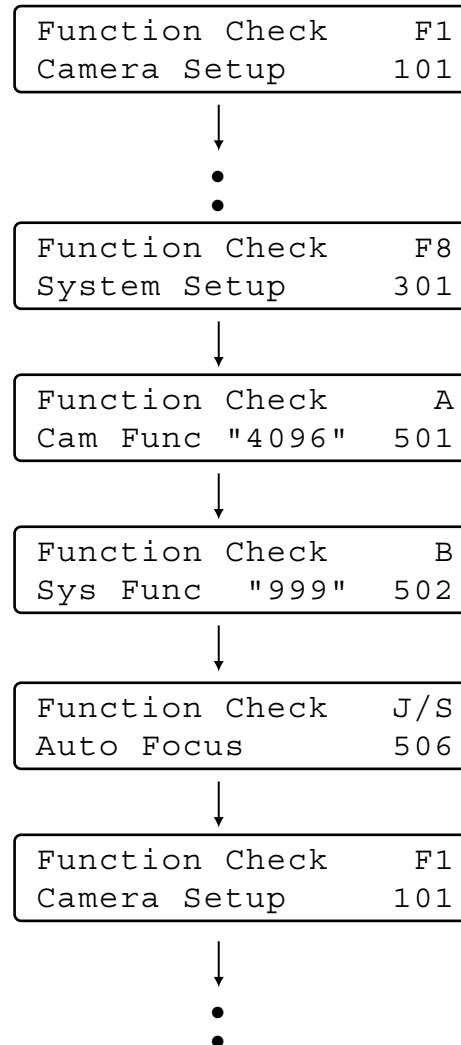 Function Check F1
Camera Setup 101
Function Check F8
System Setup 301
Function Check A
Cam Func "4096" 501
Function Check B
Sys Func "999" 502
Function Check J/S
Auto Focus 506
Function Check F1
Camera Setup 101